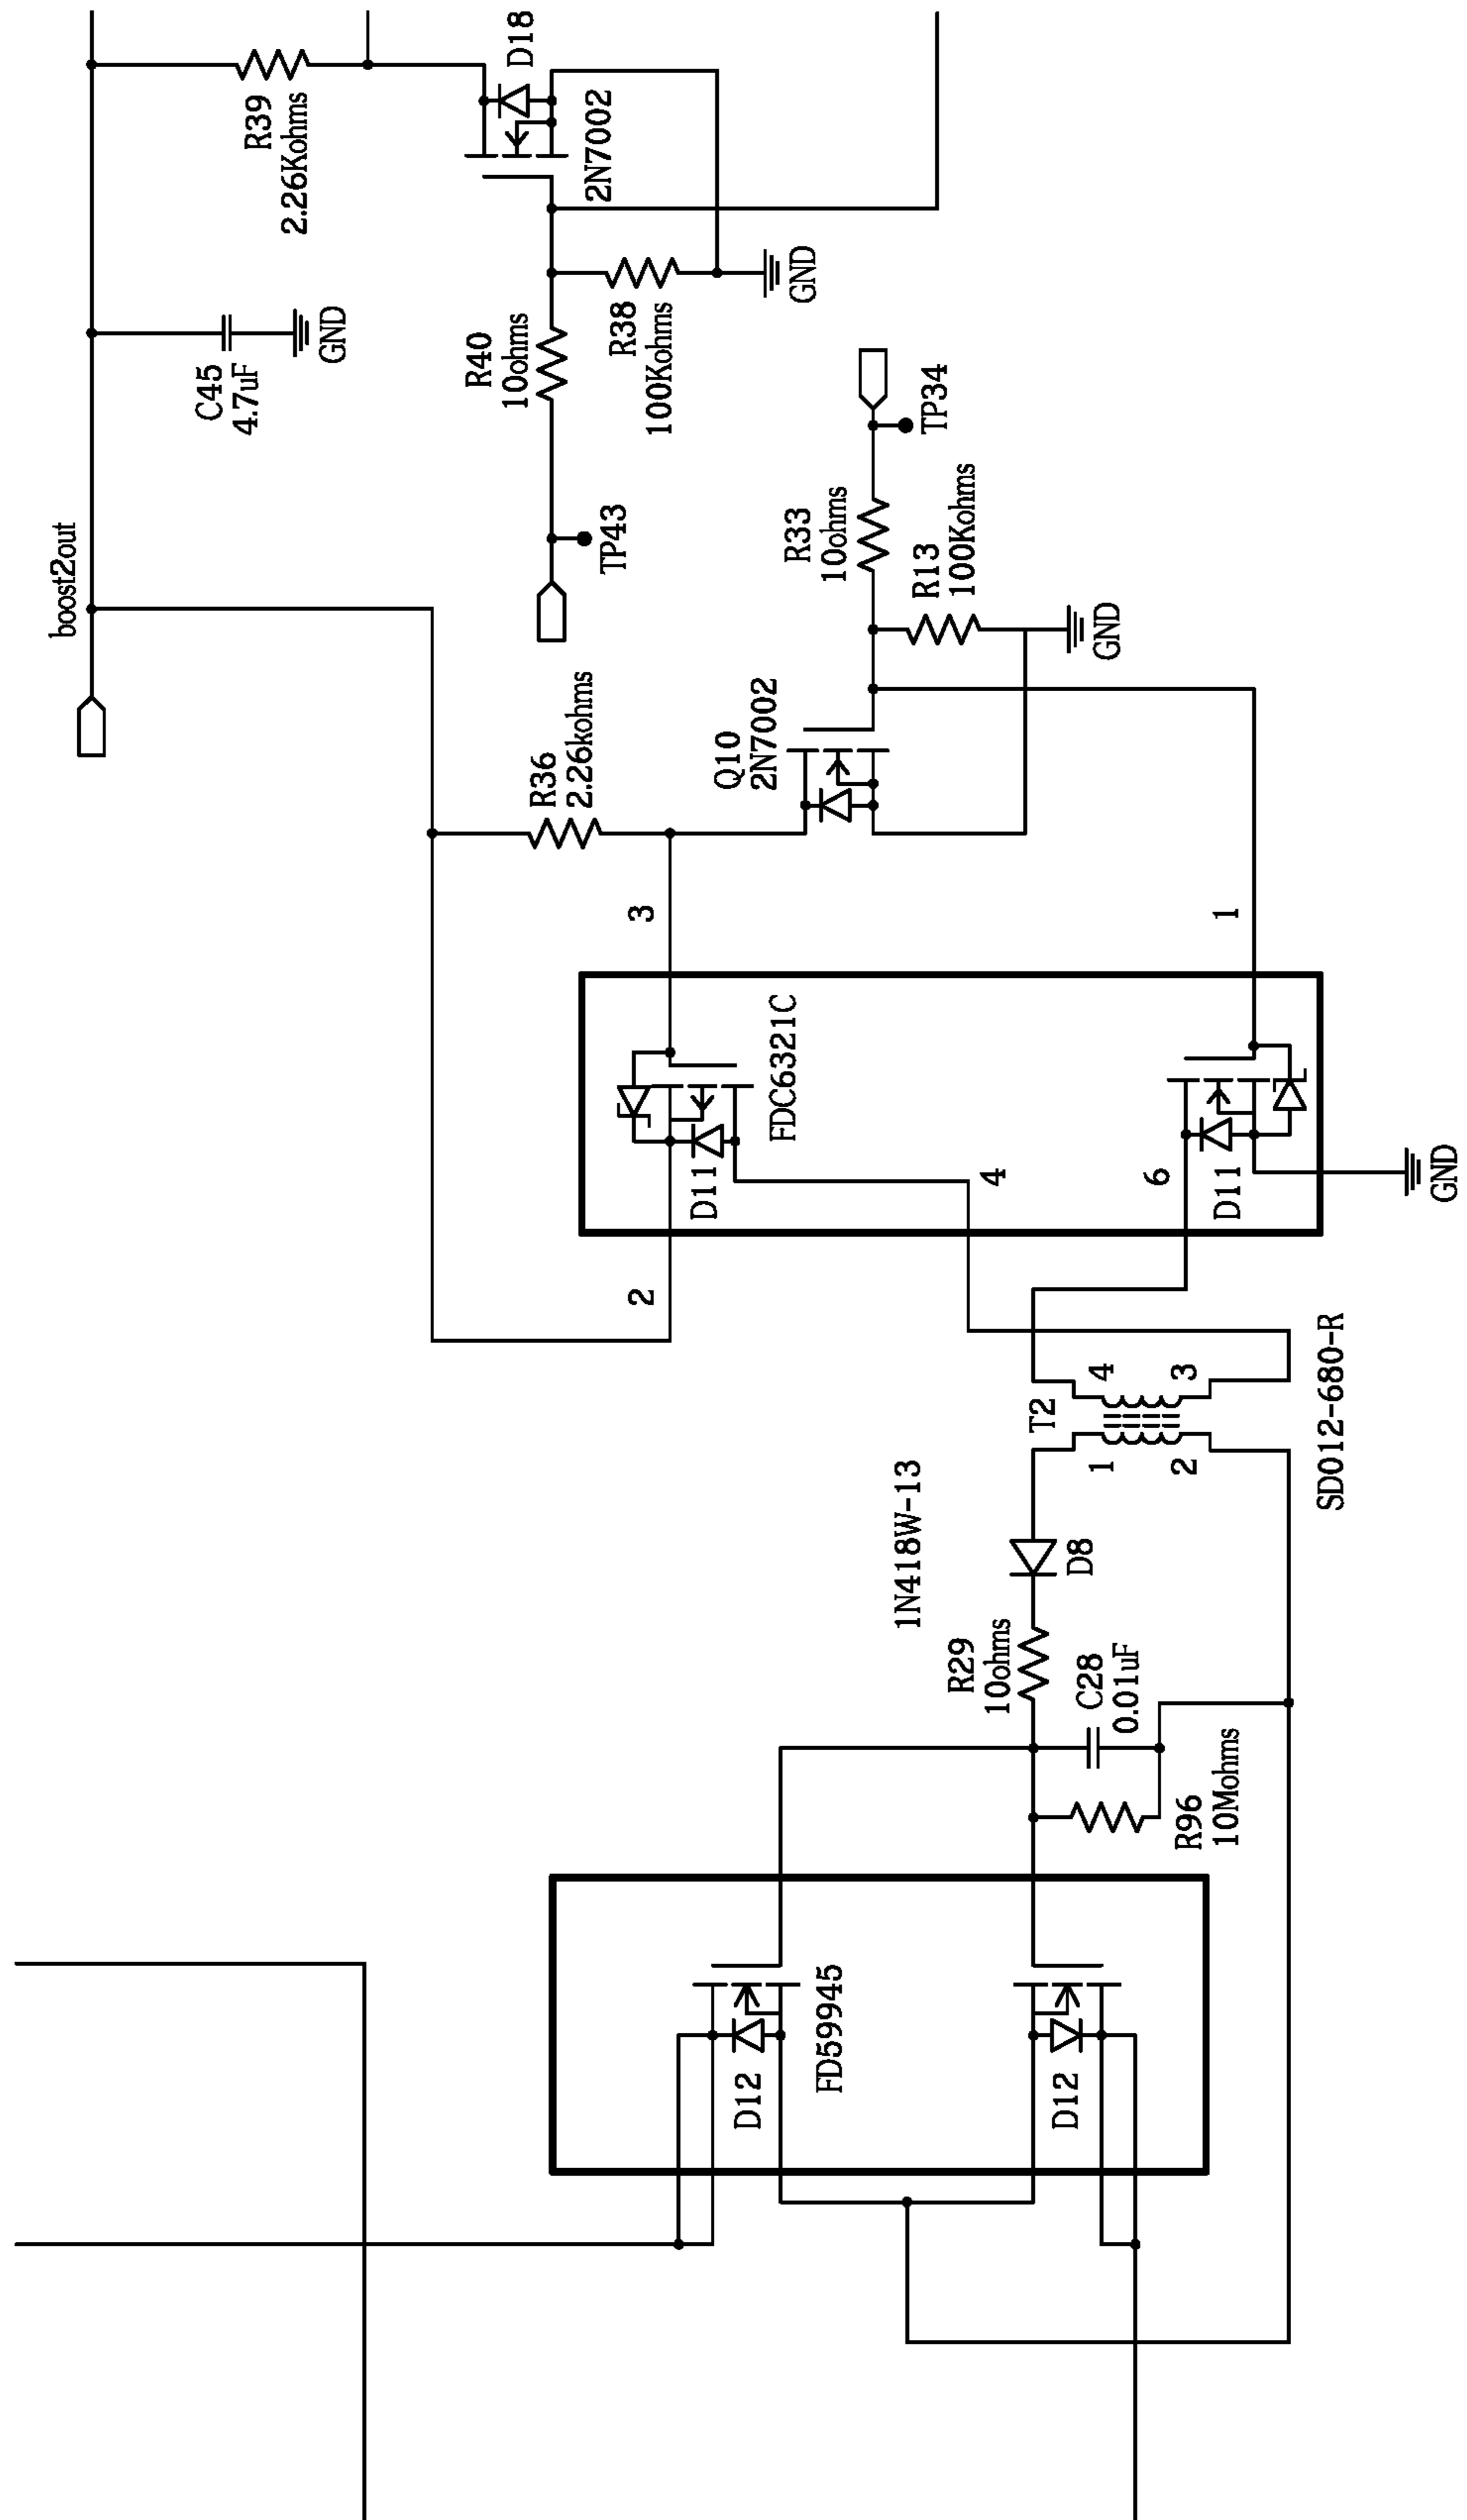 boost2out
R39
2.26Kohms
D18
2N7002
C45
4.7uF
GND
R40
10ohms
R38
100Kohms
GND
TP43
TP34
R33
10ohms
R13
100Kohms
GND
R36
2.26kohms
Q10
2N7002
3
1
FDC6321C
D11
D11
2
4
6
GND
T2
4
3
1
2
SD012-680-R
1N418W-13
D8
R29
10ohms
C28
0.01uF
R96
10Mohms
FD59945
D12
D12